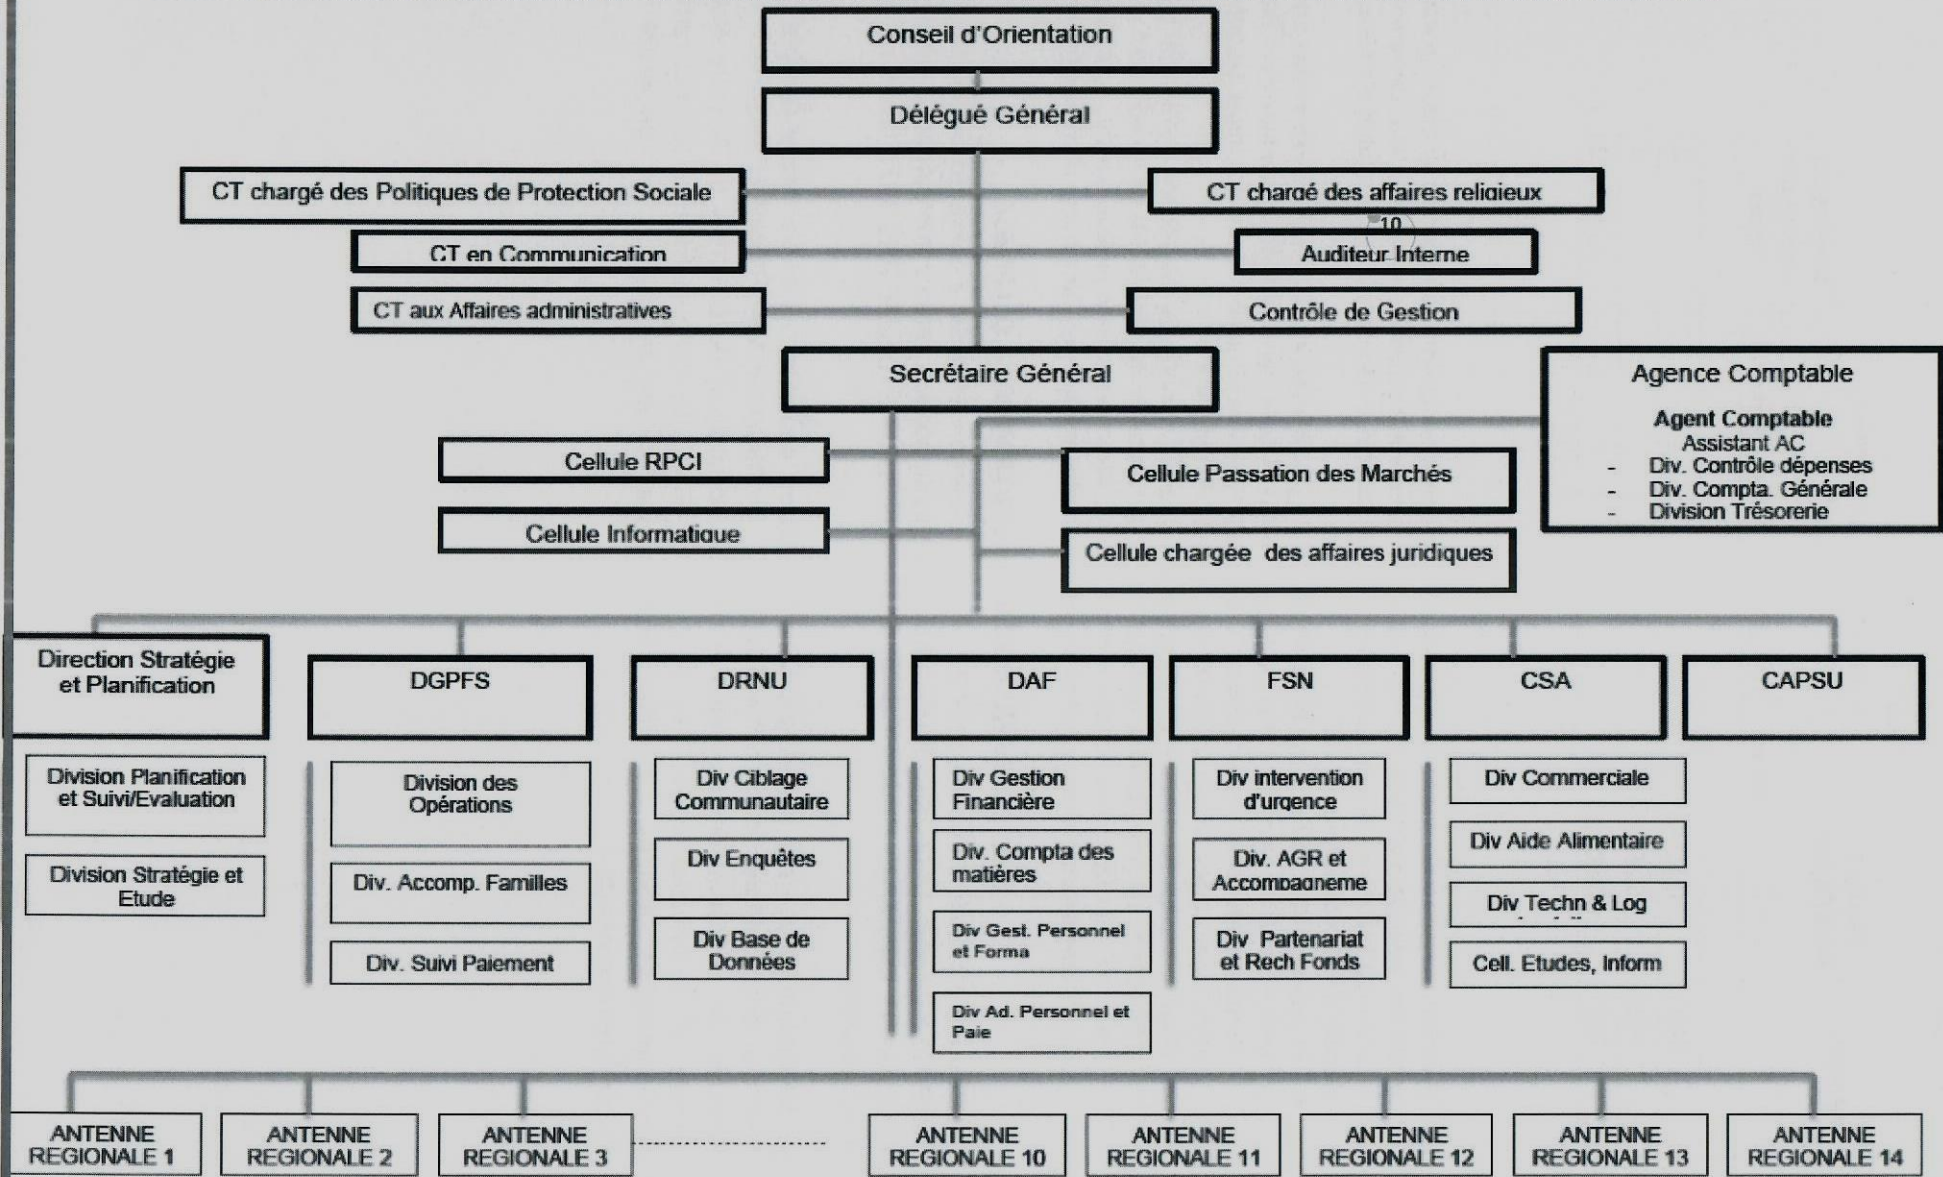 Conseil d'Orientation
Délégué Général
CT chargé des Politiques de Protection Sociale
CT chargé des affaires religieux
10
CT en Communication
Auditeur Interne
CT aux Affaires administratives
Contrôle de Gestion
Secrétaire Général
Agence Comptable
Agent Comptable
Assistant AC
- Div. Contrôle dépenses
- Div. Compta. Générale
- Division Trésorerie
Cellule RPCI
Cellule Passation des Marchés
Cellule Informatique
Cellule chargée des affaires juridiques
Direction Stratégie
et Planification
DGPFS
DRNU
DAF
FSN
CSA
CAPSU
Division Planification
et Suivi/Evaluation
Division Stratégie et
Etude
Division des
Opérations
Div. Accomp. Familles
Div. Suivi Paiement
Div Ciblage
Communautaire
Div Enquêtes
Div Base de
Données
Div Gestion
Financière
Div. Compta des
matières
Div Gest. Personnel
et Forma
Div Ad. Personnel et
Paie
Div intervention
d'urgence
Div. AGR et
Accompagneme
Div Partenariat
et Rech Fonds
Div Commerciale
Div Aide Alimentaire
Div Techn & Log
Cell. Etudes, Inform
ANTENNE
REGIONALE 1
ANTENNE
REGIONALE 2
ANTENNE
REGIONALE 3
ANTENNE
REGIONALE 10
ANTENNE
REGIONALE 11
ANTENNE
REGIONALE 12
ANTENNE
REGIONALE 13
ANTENNE
REGIONALE 14